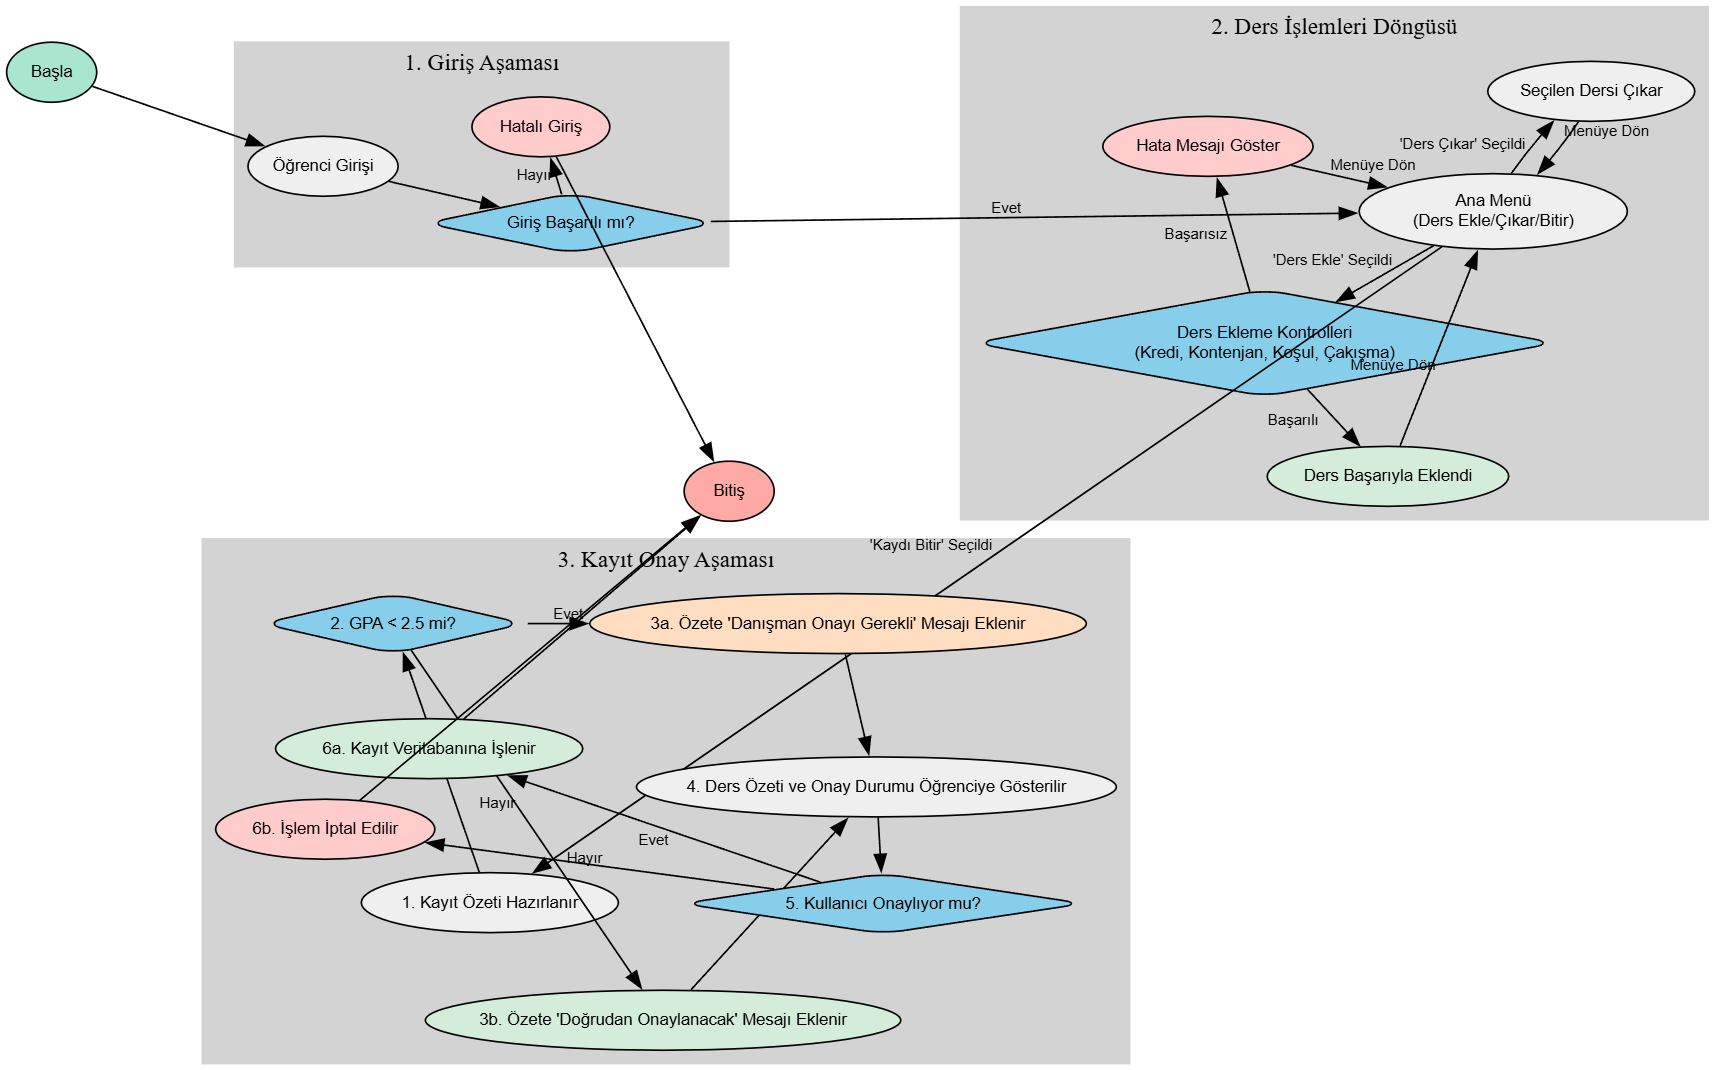 Başla
1. Giriş Aşaması
Hatalı Giriş
Öğrenci Girişi
Hayır
Giriş Başarılı mı?
Evet
2. Ders İşlemleri Döngüsü
Seçilen Dersi Çıkar
Hata Mesajı Göster
'Ders Çıkar' Seçildi
Menüye Dön
Menüye Dön
Ana Menü
(Ders Ekle/Çıkar/Bitir)
Başarısız
'Ders Ekle' Seçildi
Ders Ekleme Kontrolleri
(Kredi, Kontenjan, Koşul, Çakışma)
Menüye Dön
Başarılı
Ders Başarıyla Eklendi
Bitiş
'Kaydı Bitir' Seçildi
3. Kayıt Onay Aşaması
2. GPA < 2.5 mi?
Evet
3a. Özete 'Danışman Onayı Gerekli' Mesajı Eklenir
6a. Kayıt Veritabanına İşlenir
4. Ders Özeti ve Onay Durumu Öğrenciye Gösterilir
Hayır
6b. İşlem İptal Edilir
Evet
Hayır
1. Kayıt Özeti Hazırlanır
5. Kullanıcı Onaylıyor mu?
3b. Özete 'Doğrudan Onaylanacak' Mesajı Eklenir